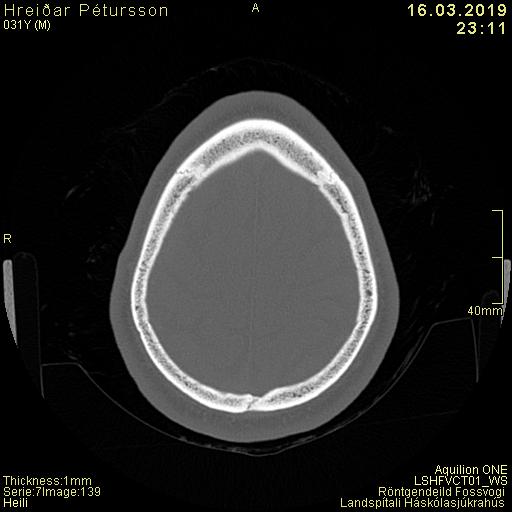 Hreiðar Pétursson
031Y (M)
A
16.03.2019
23:11
R
40mm
Thickness:1mm
Serie:7Image:139
Heili
Aquilion ONE
LSHFVCT01_WS
Röntgendeild Fossvogi
Landspítali Háskólasjúkrahús